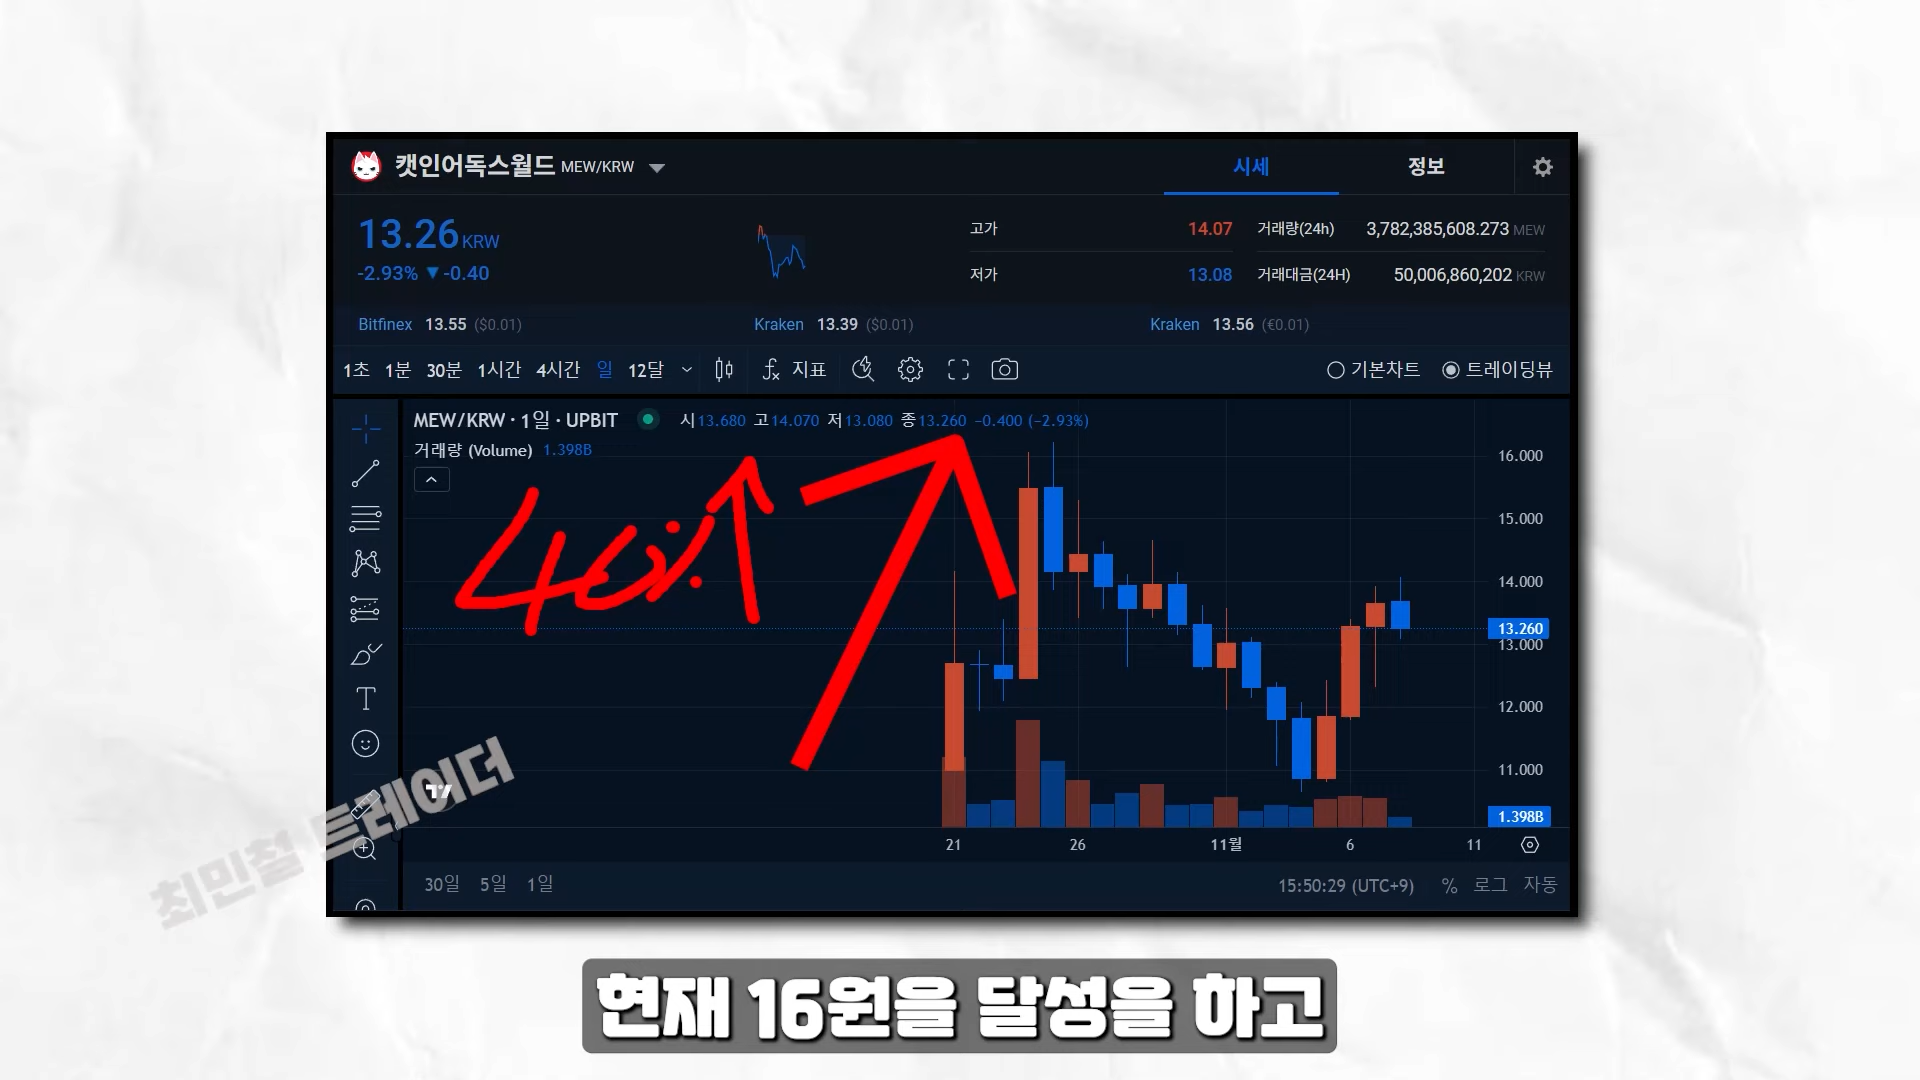 캣인어독스월드 MEW/KRW
시세 정보
13.26 KRW
-2.93% ▼ -0.40
고가 14.07 거래량(24h) 3,782,385,608.273 MEW
저가 13.08 거래대금(24H) 50,006,860,202 KRW
Bitfinex 13.55 ($0.01) Kraken 13.39 ($0.01) Kraken 13.56 (€0.01)
1초 1분 30분 1시간 4시간 일 12달 지표 기본차트 트레이딩뷰
MEW/KRW · 1일 · UPBIT 시13.680 고14.070 저13.080 종13.260 -0.400 (-2.93%)
거래량 (Volume) 1.398B
40%↑
16.000
15.000
14.000
13.260
13.000
12.000
11.000
1.398B
21 26 11월 6 11
30일 5일 1일 15:50:29 (UTC+9) % 로그 자동
최민철 트레이더
현재 16원을 달성을 하고